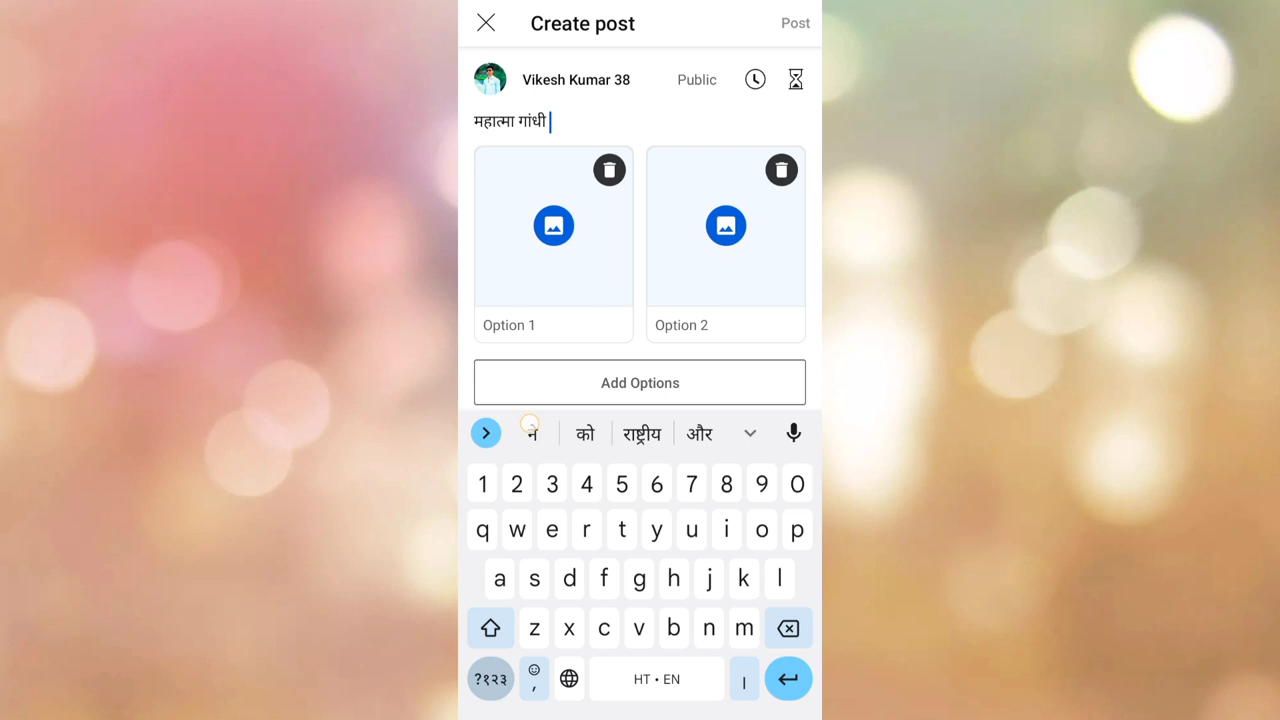 Create post
Post
Vikesh Kumar 38
Public
महात्मा गांधी
Option 1
Option 2
Add Options
ने
को
राष्ट्रीय
और
1 2 3 4 5 6 7 8 9 0
q w e r t y u i o p
a s d f g h j k l
z x c v b n m
?१२३
,
HT • EN
।